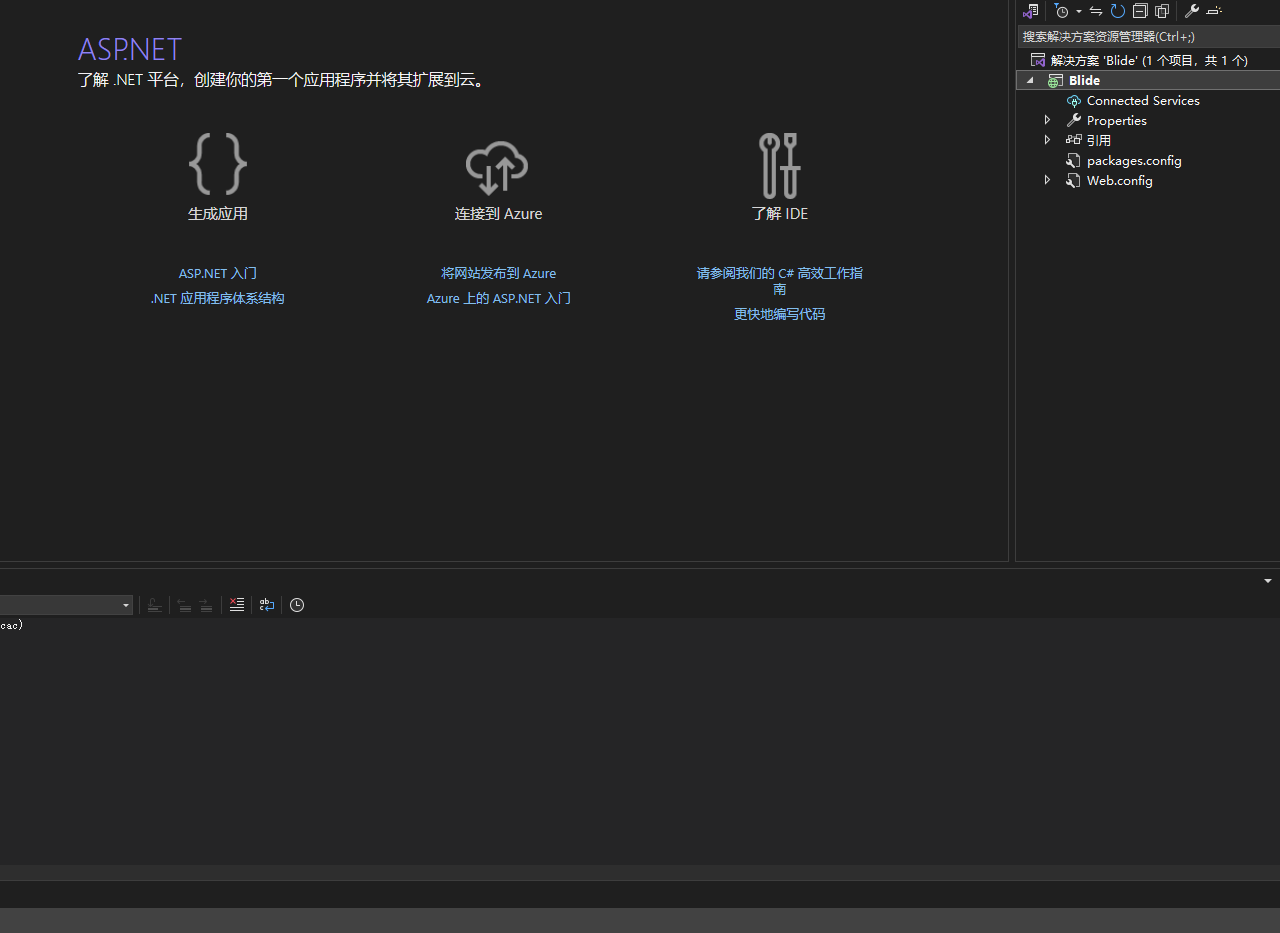 ASP.NET
了解 .NET 平台，创建你的第一个应用程序并将其扩展到云。
生成应用
连接到 Azure
了解 IDE
ASP.NET 入门
.NET 应用程序体系结构
将网站发布到 Azure
Azure 上的 ASP.NET 入门
请参阅我们的 C# 高效工作指
南
更快地编写代码
搜索解决方案资源管理器(Ctrl+;)
解决方案 'Blide' (1 个项目，共 1 个)
Blide
Connected Services
Properties
引用
packages.config
Web.config
cac)